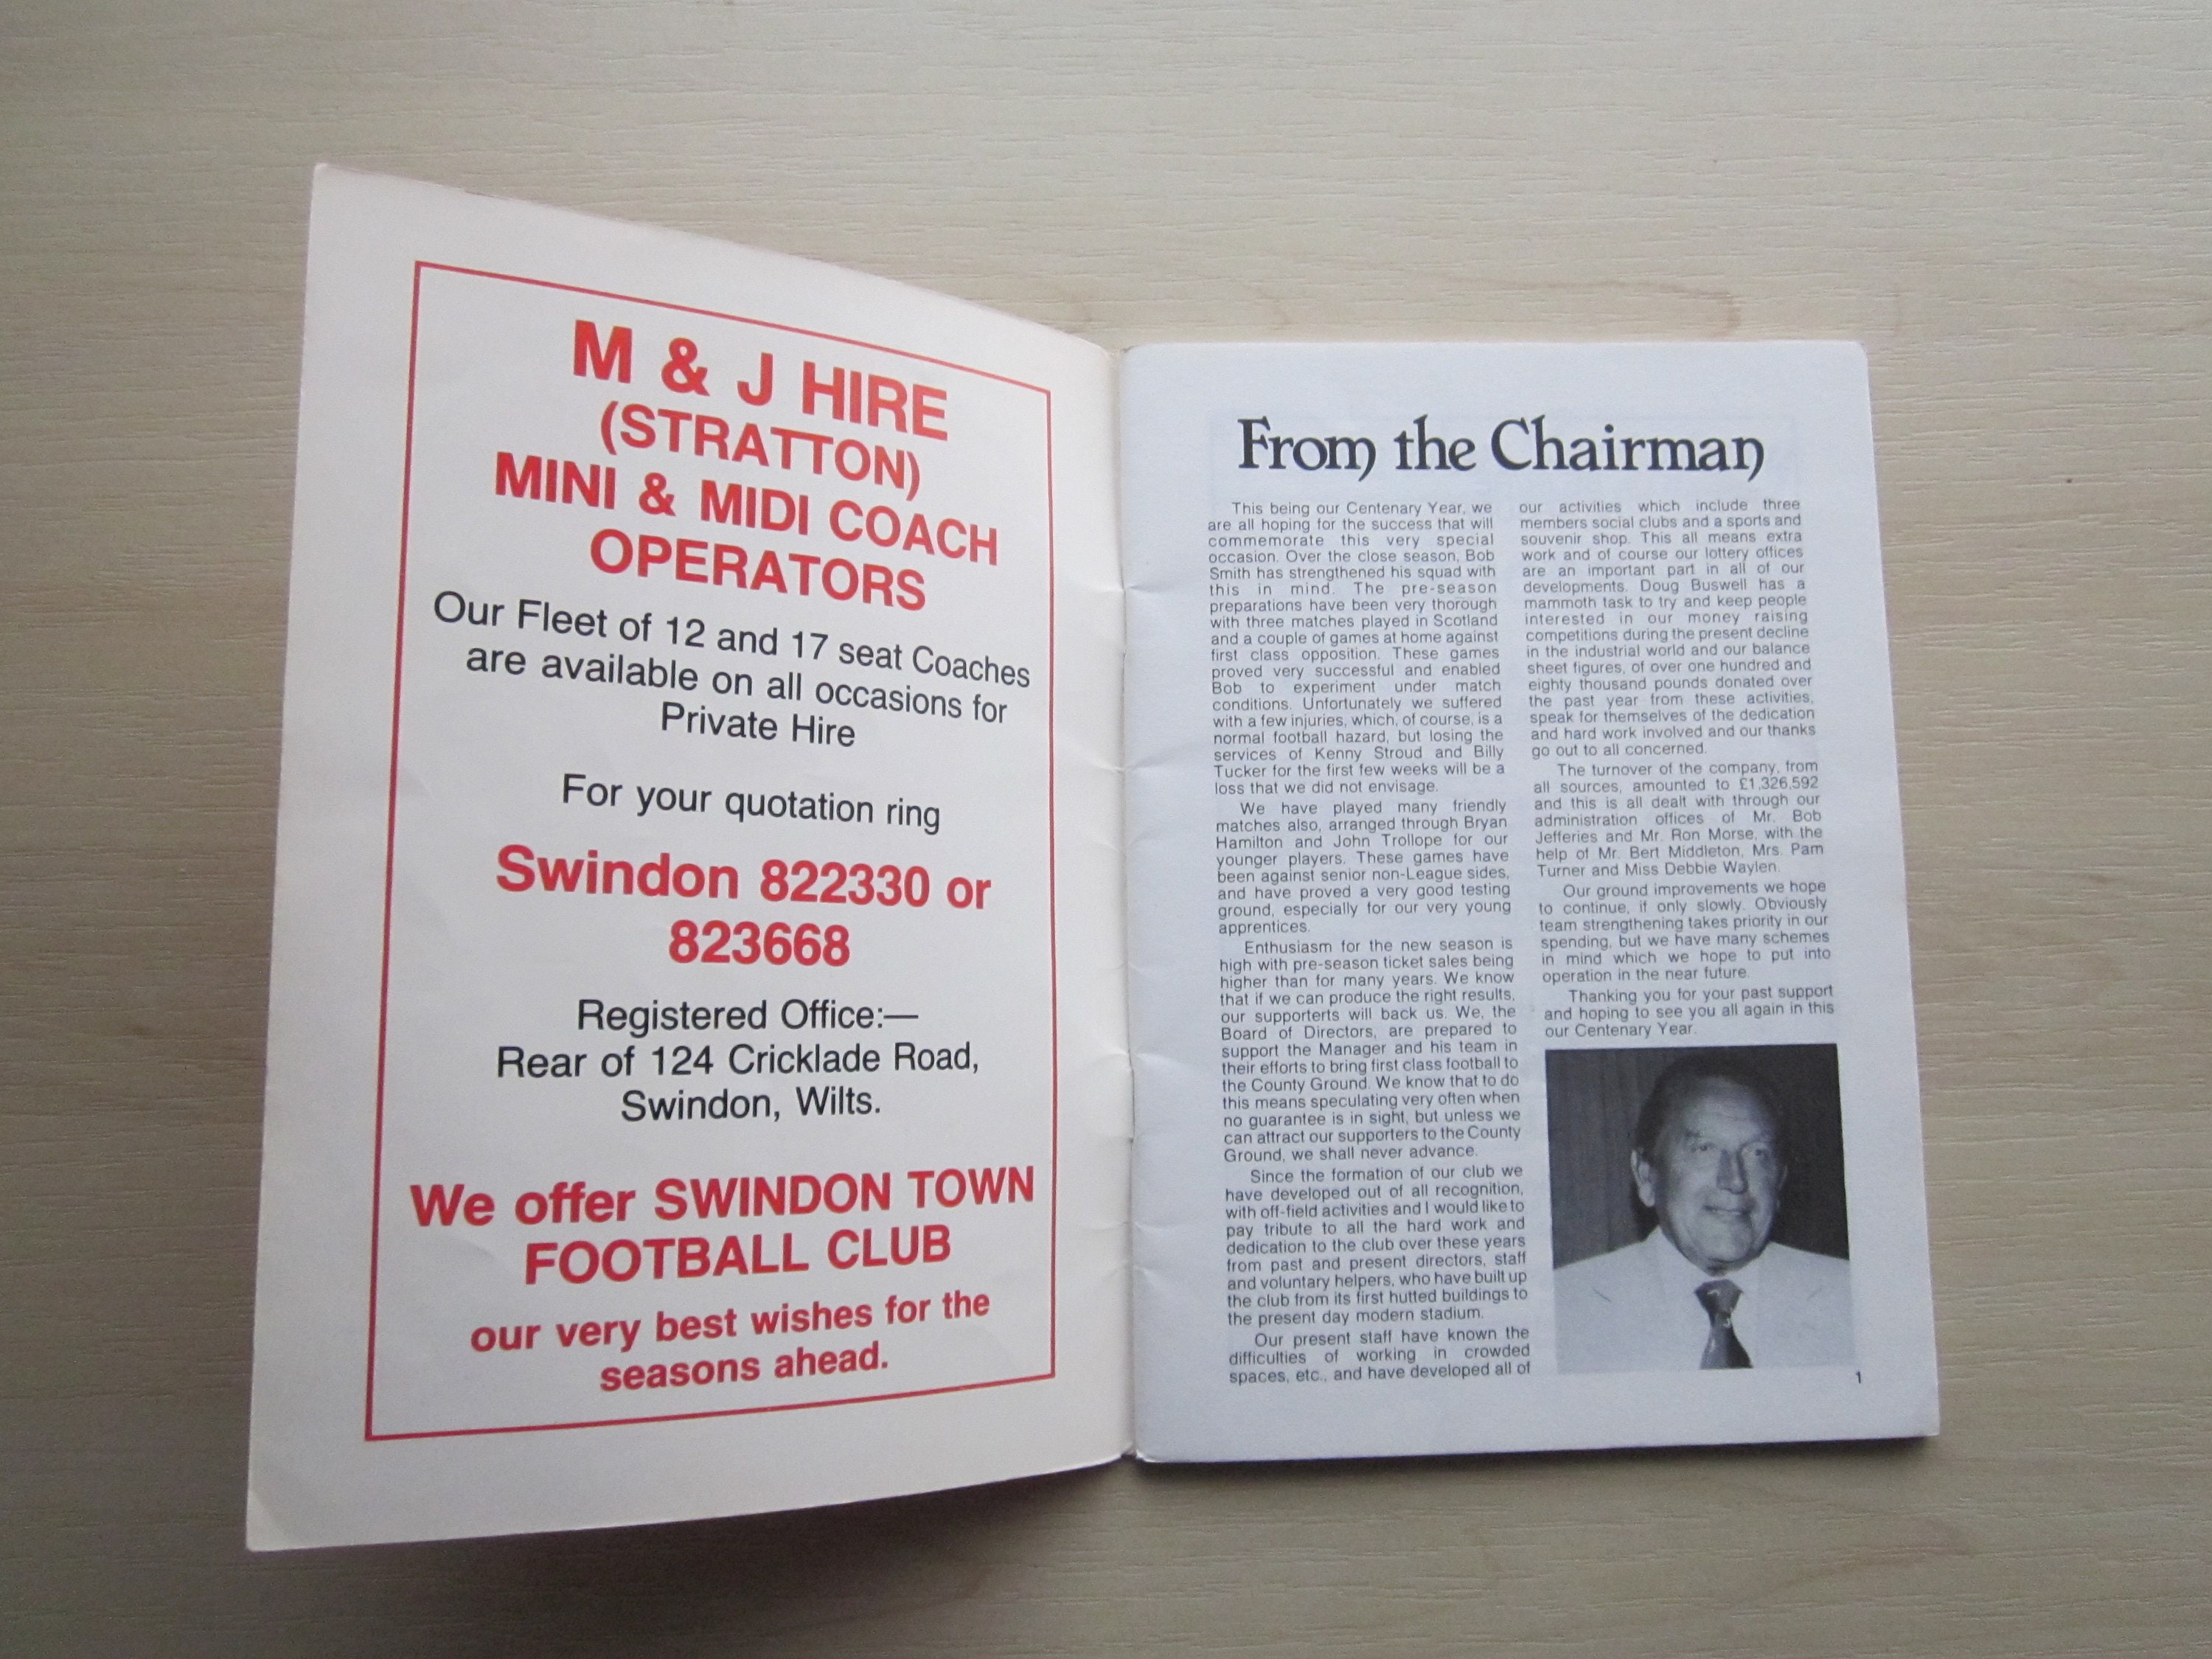 M & J HIRE
(STRATTON)
MINI & MIDI COACH
OPERATORS
Our Fleet of 12 and 17 seat Coaches
are available on all occasions for
Private Hire
For your quotation ring
Swindon 822330 or
823668
Registered Office:—
Rear of 124 Cricklade Road,
Swindon, Wilts.
We offer SWINDON TOWN
FOOTBALL CLUB
our very best wishes for the
seasons ahead.
From the Chairman
This being our Centenary Year, we
are all hoping for the success that will
commemorate this very special
occasion. Over the close season, Bob
Smith has strengthened his squad with
this in mind. The pre-season
preparations have been very thorough
with three matches played in Scotland
and a couple of games at home against
first class opposition. These games
proved very successful and enabled
Bob to experiment under match
conditions. Unfortunately we suffered
with a few injuries, which, of course, is a
normal football hazard, but losing the
services of Kenny Stroud and Billy
Tucker for the first few weeks will be a
loss that we did not envisage.
We have played many friendly
matches also, arranged through Bryan
Hamilton and John Trollope for our
younger players. These games have
been against senior non-League sides,
and have proved a very good testing
ground, especially for our very young
apprentices.
Enthusiasm for the new season is
high with pre-season ticket sales being
higher than for many years. We know
that if we can produce the right results,
our supporterts will back us. We, the
Board of Directors, are prepared to
support the Manager and his team in
their efforts to bring first class football to
the County Ground. We know that to do
this means speculating very often when
no guarantee is in sight, but unless we
can attract our supporters to the County
Ground, we shall never advance.
Since the formation of our club we
have developed out of all recognition,
with off-field activities and I would like to
pay tribute to all the hard work and
dedication to the club over these years
from past and present directors, staff
and voluntary helpers, who have built up
the club from its first hutted buildings to
the present day modern stadium.
Our present staff have known the
difficulties of working in crowded
spaces, etc., and have developed all of
our activities which include three
members social clubs and a sports and
souvenir shop. This all means extra
work and of course our lottery offices
are an important part in all of our
developments. Doug Buswell has a
mammoth task to try and keep people
interested in our money raising
competitions during the present decline
in the industrial world and our balance
sheet figures, of over one hundred and
eighty thousand pounds donated over
the past year from these activities,
speak for themselves of the dedication
and hard work involved and our thanks
go out to all concerned.
The turnover of the company, from
all sources, amounted to £1,326,592
and this is all dealt with through our
administration offices of Mr. Bob
Jefferies and Mr. Ron Morse, with the
help of Mr. Bert Middleton, Mrs. Pam
Turner and Miss Debbie Waylen.
Our ground improvements we hope
to continue, if only slowly. Obviously
team strengthening takes priority in our
spending, but we have many schemes
in mind which we hope to put into
operation in the near future.
Thanking you for your past support
and hoping to see you all again in this
our Centenary Year.
1